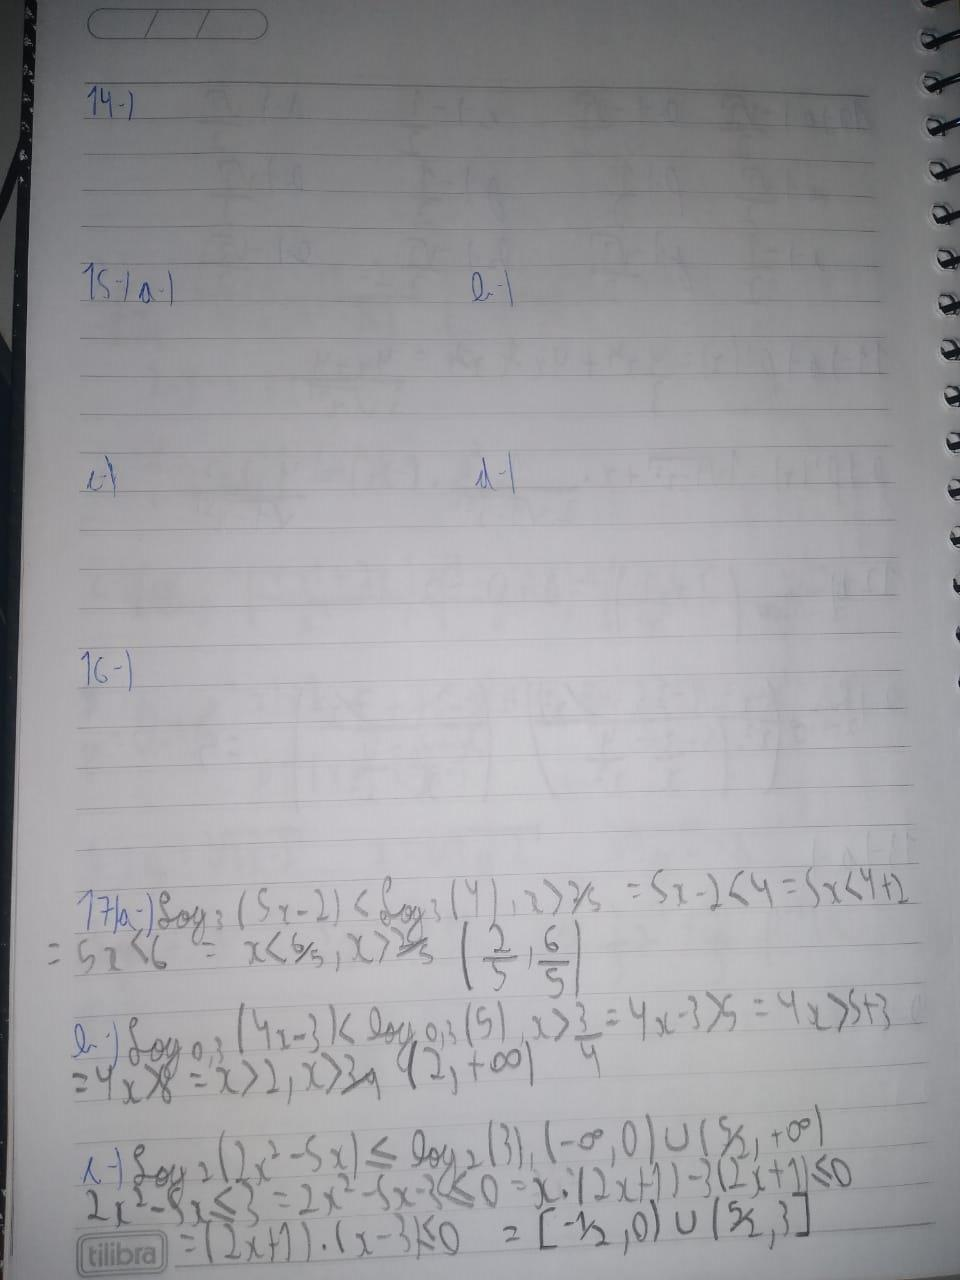 14-)
15-) a-) b-)
c-) d-)
16-)
17)a-) log₃(5x-2) < log₃(4), x>2/5 = 5x-2<4 = 5x<4+2
= 5x<6 = x<6/5, x>2/5 (2/5, 6/5)
b-) log₀,₃(4x-3)< log₀,₃(5), x>3/4 = 4x-3>5 = 4x>5+3
= 4x>8 = x>2, x>3/4 (2,+∞)
c-) log₂(2x²-5x) ≤ log₂(3), (-∞,0)∪(5/2,+∞)
2x²-5x≤3 = 2x²-5x-3≤0 = x·(2x+1)-3(2x+1)≤0
=(2x+1)·(x-3)≤0 = [-1/2,0)∪(5/2,3]
tilibra